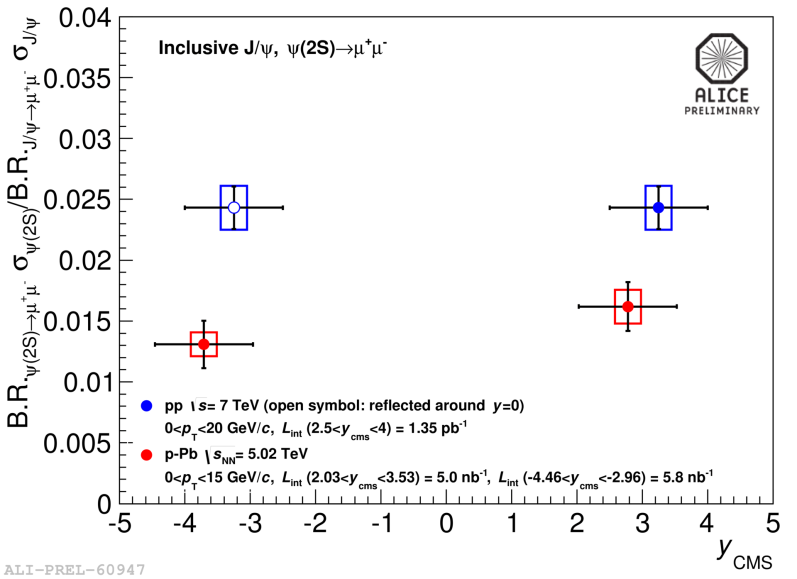 Inclusive J/ψ, ψ(2S)→μ⁺μ⁻
ALICE
PRELIMINARY
B.R.ψ(2S)→μ⁺μ⁻ σψ(2S)/B.R.J/ψ→μ⁺μ⁻ σJ/ψ
0.04
0.035
0.03
0.025
0.02
0.015
0.01
0.005
0
pp √s= 7 TeV (open symbol: reflected around y=0)
0<pT<20 GeV/c, Lint (2.5<ycms<4) = 1.35 pb⁻¹
p-Pb √sNN= 5.02 TeV
0<pT<15 GeV/c, Lint (2.03<ycms<3.53) = 5.0 nb⁻¹, Lint (-4.46<ycms<-2.96) = 5.8 nb⁻¹
-5 -4 -3 -2 -1 0 1 2 3 4 5
yCMS
ALI-PREL-60947